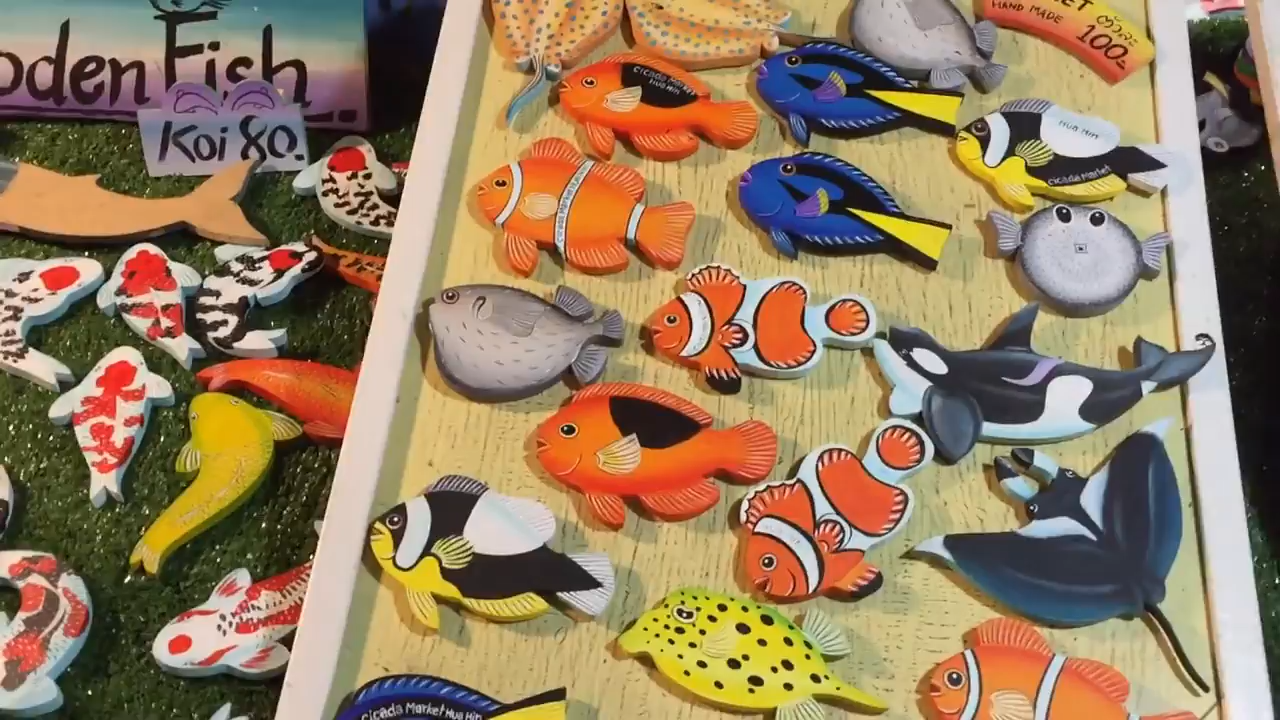 oden Fish
Koi 80.
HAND MADE
100
Cicada Market
Hua Hin
Hua Hin
Cicada Market
Cicada Market Hua Hin